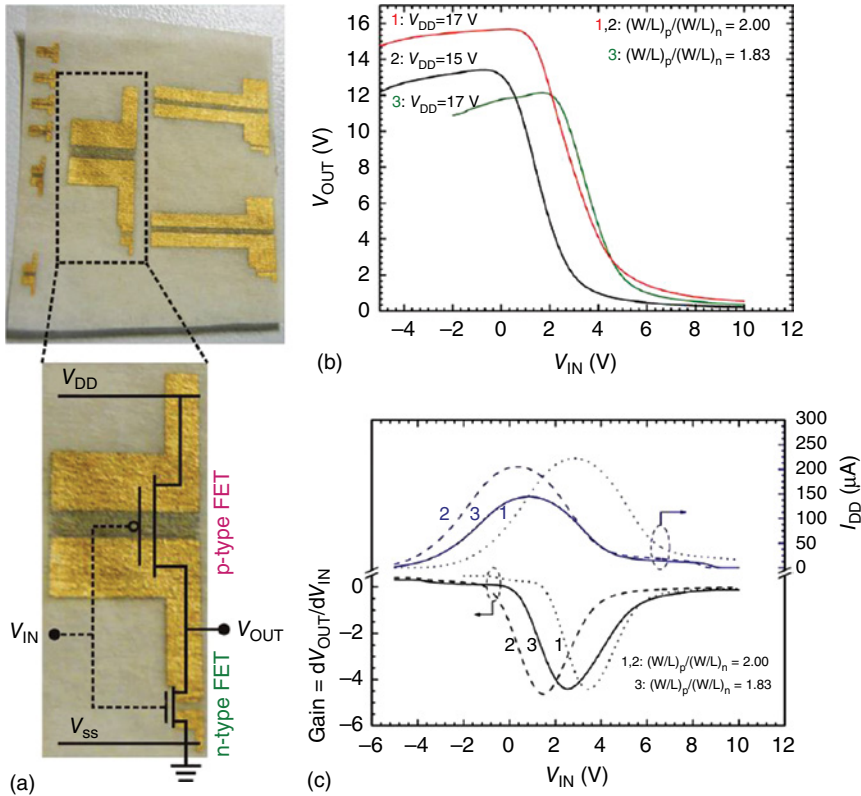 V_DD
p-type FET
V_IN
V_OUT
n-type FET
V_ss
(a)
16
14
12
10
8
6
4
2
0
V_OUT (V)
1: V_DD=17 V
2: V_DD=15 V
3: V_DD=17 V
1,2: (W/L)_p/(W/L)_n = 2.00
3: (W/L)_p/(W/L)_n = 1.83
−4 −2 0 2 4 6 8 10 12
V_IN (V)
(b)
300
250
200
150
100
50
0
I_DD (µA)
2 3 1
0
−2
−4
−6
Gain = dV_OUT/dV_IN
2 3 1
1,2: (W/L)_p/(W/L)_n = 2.00
3: (W/L)_p/(W/L)_n = 1.83
−6 −4 −2 0 2 4 6 8 10 12
V_IN (V)
(c)